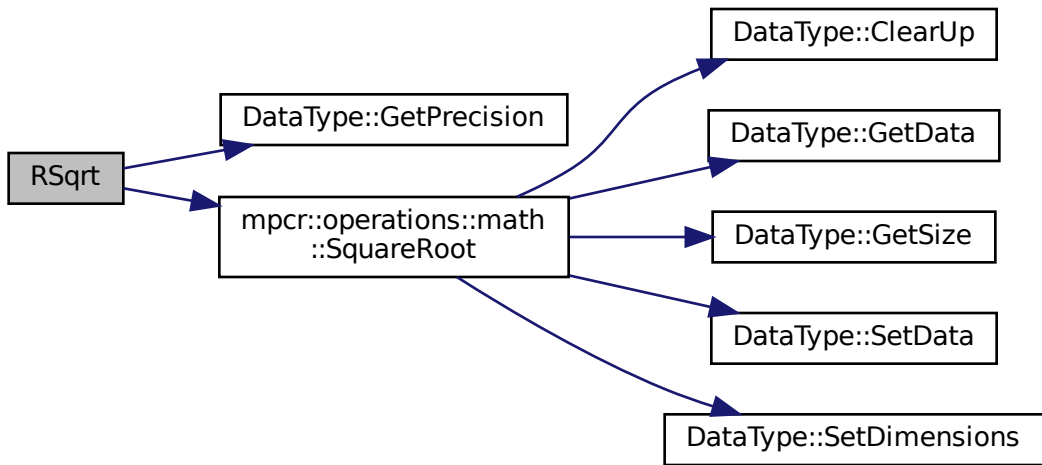 RSqrt
DataType::GetPrecision
mpcr::operations::math
::SquareRoot
DataType::ClearUp
DataType::GetData
DataType::GetSize
DataType::SetData
DataType::SetDimensions